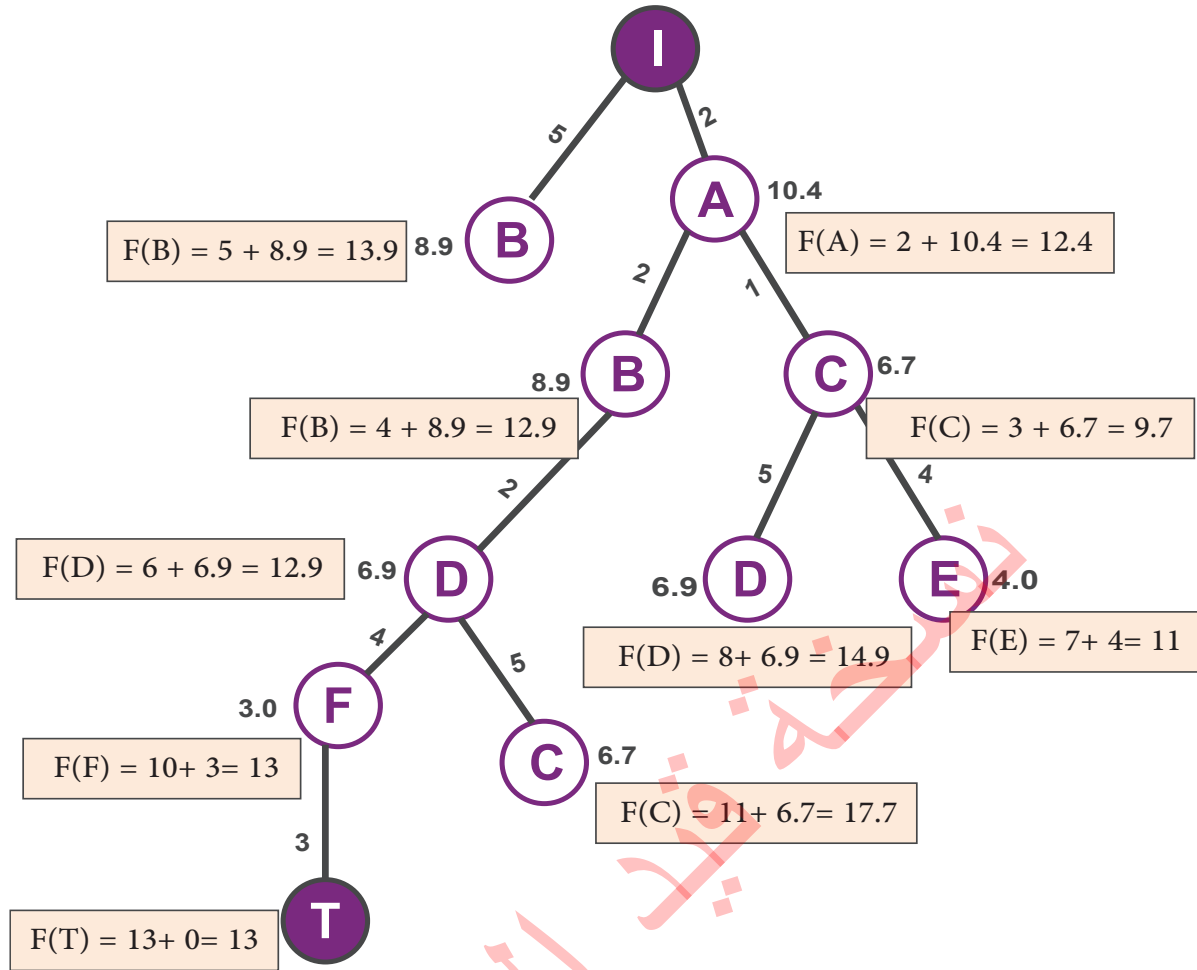 I
5
2
A
10.4
B
8.9
F(B) = 5 + 8.9 = 13.9
F(A) = 2 + 10.4 = 12.4
2
1
B
8.9
C
6.7
F(B) = 4 + 8.9 = 12.9
F(C) = 3 + 6.7 = 9.7
2
5
4
F(D) = 6 + 6.9 = 12.9
6.9
D
6.9
D
E
4.0
F(D) = 8+ 6.9 = 14.9
F(E) = 7+ 4= 11
4
5
3.0
F
C
6.7
F(F) = 10+ 3= 13
F(C) = 11+ 6.7= 17.7
3
T
F(T) = 13+ 0= 13
نسخة قيد